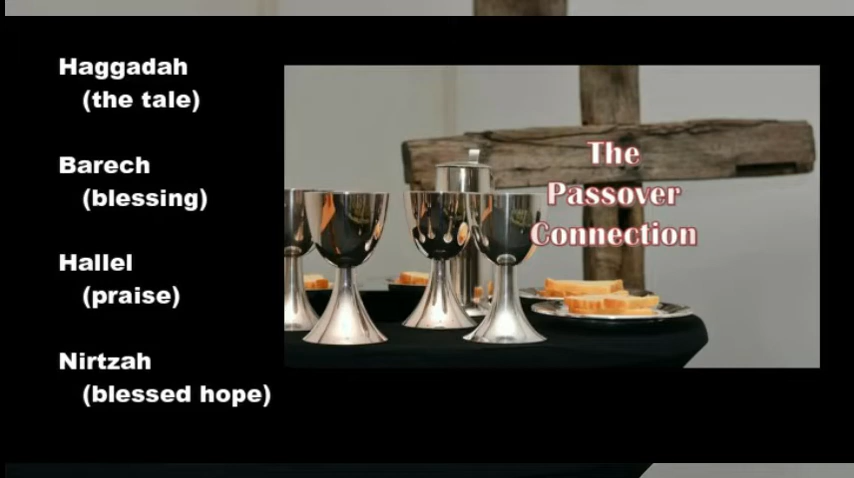 Haggadah
(the tale)
Barech
(blessing)
Hallel
(praise)
Nirtzah
(blessed hope)
The
Passover
Connection